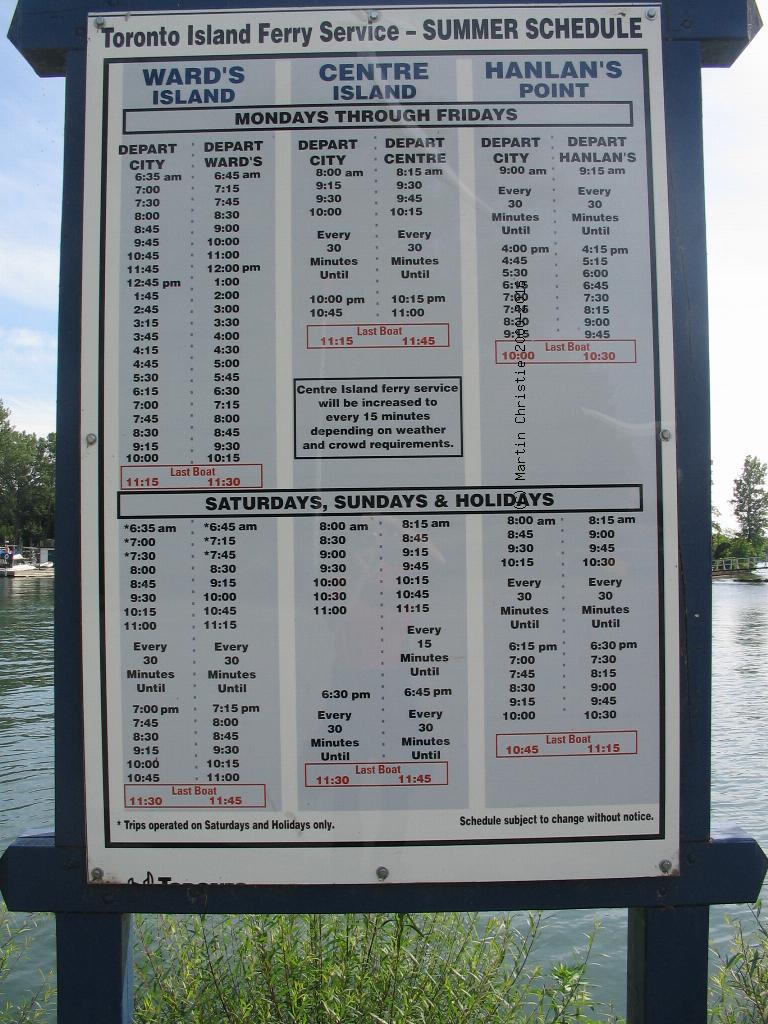 Toronto Island Ferry Service – SUMMER SCHEDULE
WARD'S
ISLAND
CENTRE
ISLAND
HANLAN'S
POINT
MONDAYS THROUGH FRIDAYS
DEPART DEPART
CITY WARD'S
6:35 am 6:45 am
7:00 7:15
7:30 7:45
8:00 8:30
8:45 9:00
9:45 10:00
10:45 11:00
11:45 12:00 pm
12:45 pm 1:00
1:45 2:00
2:45 3:00
3:15 3:30
3:45 4:00
4:15 4:30
4:45 5:00
5:30 5:45
6:15 6:30
7:00 7:15
7:45 8:00
8:30 8:45
9:15 9:30
10:00 10:15
Last Boat
11:15 11:30
DEPART DEPART
CITY CENTRE
8:00 am 8:15 am
9:15 9:30
9:30 9:45
10:00 10:15
Every Every
30 30
Minutes Minutes
Until Until
10:00 pm 10:15 pm
10:45 11:00
Last Boat
11:15 11:45
Centre Island ferry service
will be increased to
every 15 minutes
depending on weather
and crowd requirements.
DEPART DEPART
CITY HANLAN'S
9:00 am 9:15 am
Every Every
30 30
Minutes Minutes
Until Until
4:00 pm 4:15 pm
4:45 5:15
5:30 6:00
6:15 6:45
7:00 7:30
7:45 8:15
8:30 9:00
9:15 9:45
Last Boat
10:00 10:30
SATURDAYS, SUNDAYS & HOLIDAYS
*6:35 am *6:45 am
*7:00 *7:15
*7:30 *7:45
8:00 8:30
8:45 9:15
9:30 10:00
10:15 10:45
11:00 11:15
Every Every
30 30
Minutes Minutes
Until Until
7:00 pm 7:15 pm
7:45 8:00
8:30 8:45
9:15 9:30
10:00 10:15
10:45 11:00
Last Boat
11:30 11:45
8:00 am 8:15 am
8:30 8:45
9:00 9:15
9:30 9:45
10:00 10:15
10:30 10:45
11:00 11:15
Every
15
Minutes
Until
6:30 pm 6:45 pm
Every Every
30 30
Minutes Minutes
Until Until
Last Boat
11:30 11:45
8:00 am 8:15 am
8:45 9:00
9:30 9:45
10:15 10:30
Every Every
30 30
Minutes Minutes
Until Until
6:15 pm 6:30 pm
7:00 7:30
7:45 8:15
8:30 9:00
9:15 9:45
10:00 10:30
Last Boat
10:45 11:15
* Trips operated on Saturdays and Holidays only.
Schedule subject to change without notice.
(c) Martin Christie